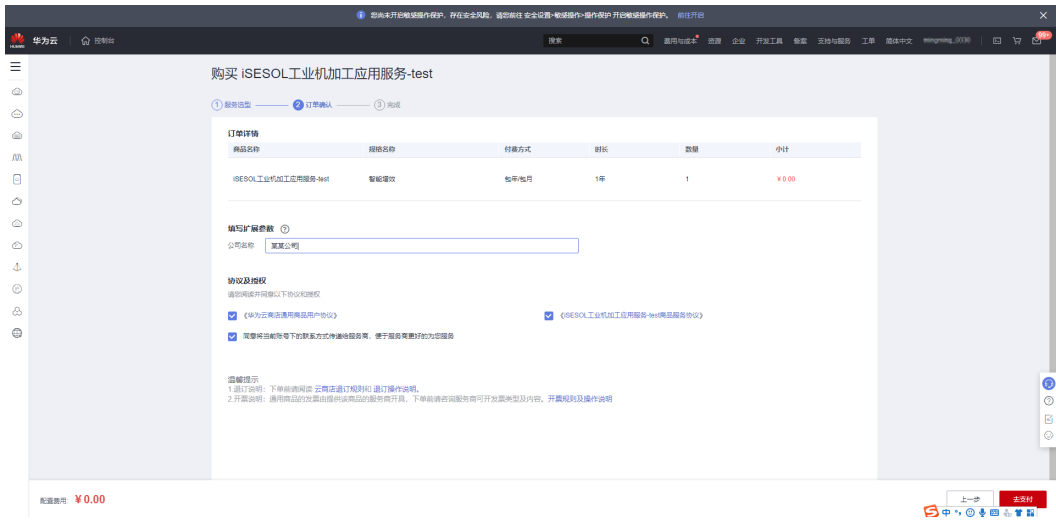 您尚未开启敏感操作保护，存在安全风险，请您前往 安全设置>敏感操作>操作保护 开启敏感操作保护。 前往开启
HUAWEI 华为云 控制台 搜索 费用与成本 资源 企业 开发工具 备案 支持与服务 工单 简体中文 99+
购买 iSESOL工业机加工应用服务-test
1 服务选型 2 订单确认 3 完成
订单详情
商品名称 规格名称 付费方式 时长 数量 小计
iSESOL工业机加工应用服务-test 智能增效 包年/包月 1年 1 ¥0.00
填写扩展参数
公司名称 某某公司
协议及授权
请您阅读并同意以下协议和授权
《华为云商店通用商品用户协议》 《iSESOL工业机加工应用服务-test商品服务协议》
同意将当前账号下的联系方式传递给服务商，便于服务商更好的为您服务
温馨提示
1.退订说明：下单前请阅读 云商店退订规则和 退订操作说明。
2.开票说明：通用商品的发票由提供该商品的服务商开具，下单前请咨询服务商可开发票类型及内容。开票规则及操作说明
配置费用: ¥0.00 上一步 去支付
中